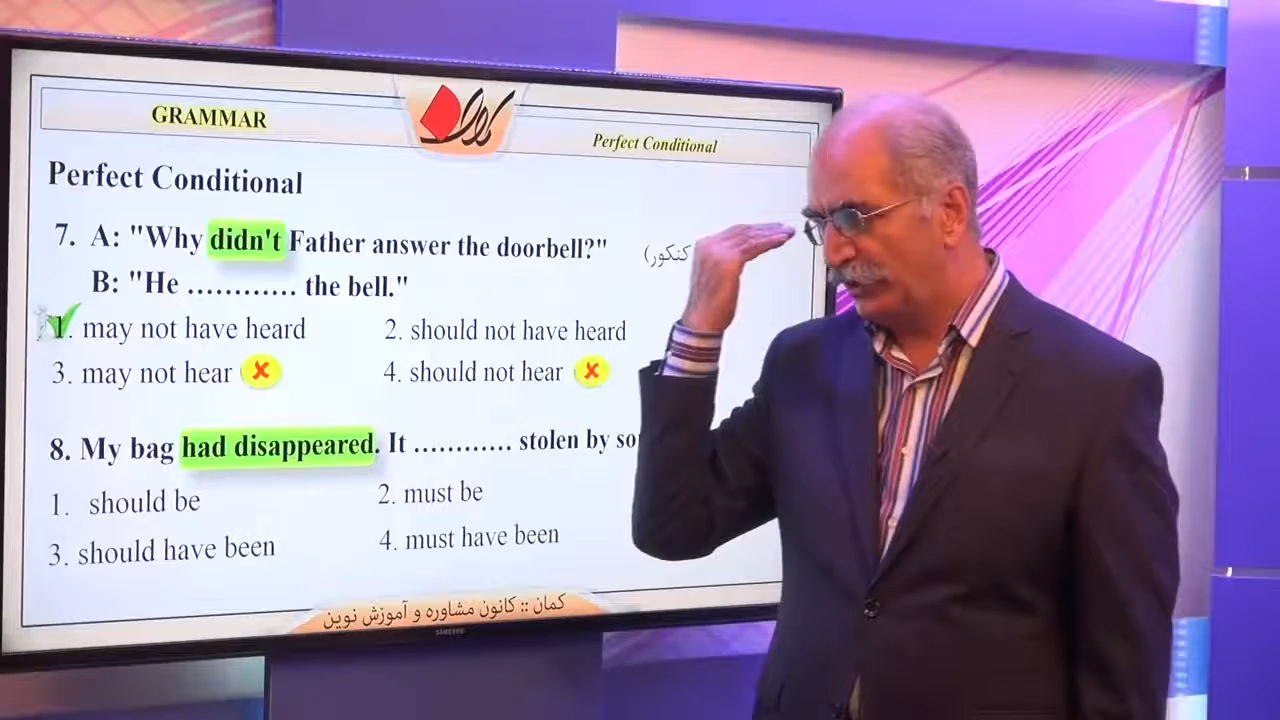 GRAMMAR
Perfect Conditional
Perfect Conditional
7. A: "Why didn't Father answer the doorbell?" (کنکور
B: "He ………… the bell."
1. may not have heard 2. should not have heard
3. may not hear 4. should not hear
8. My bag had disappeared. It ………… stolen by so
1. should be 2. must be
3. should have been 4. must have been
کمان :: کانون مشاوره و آموزش نوین
SAMSUNG